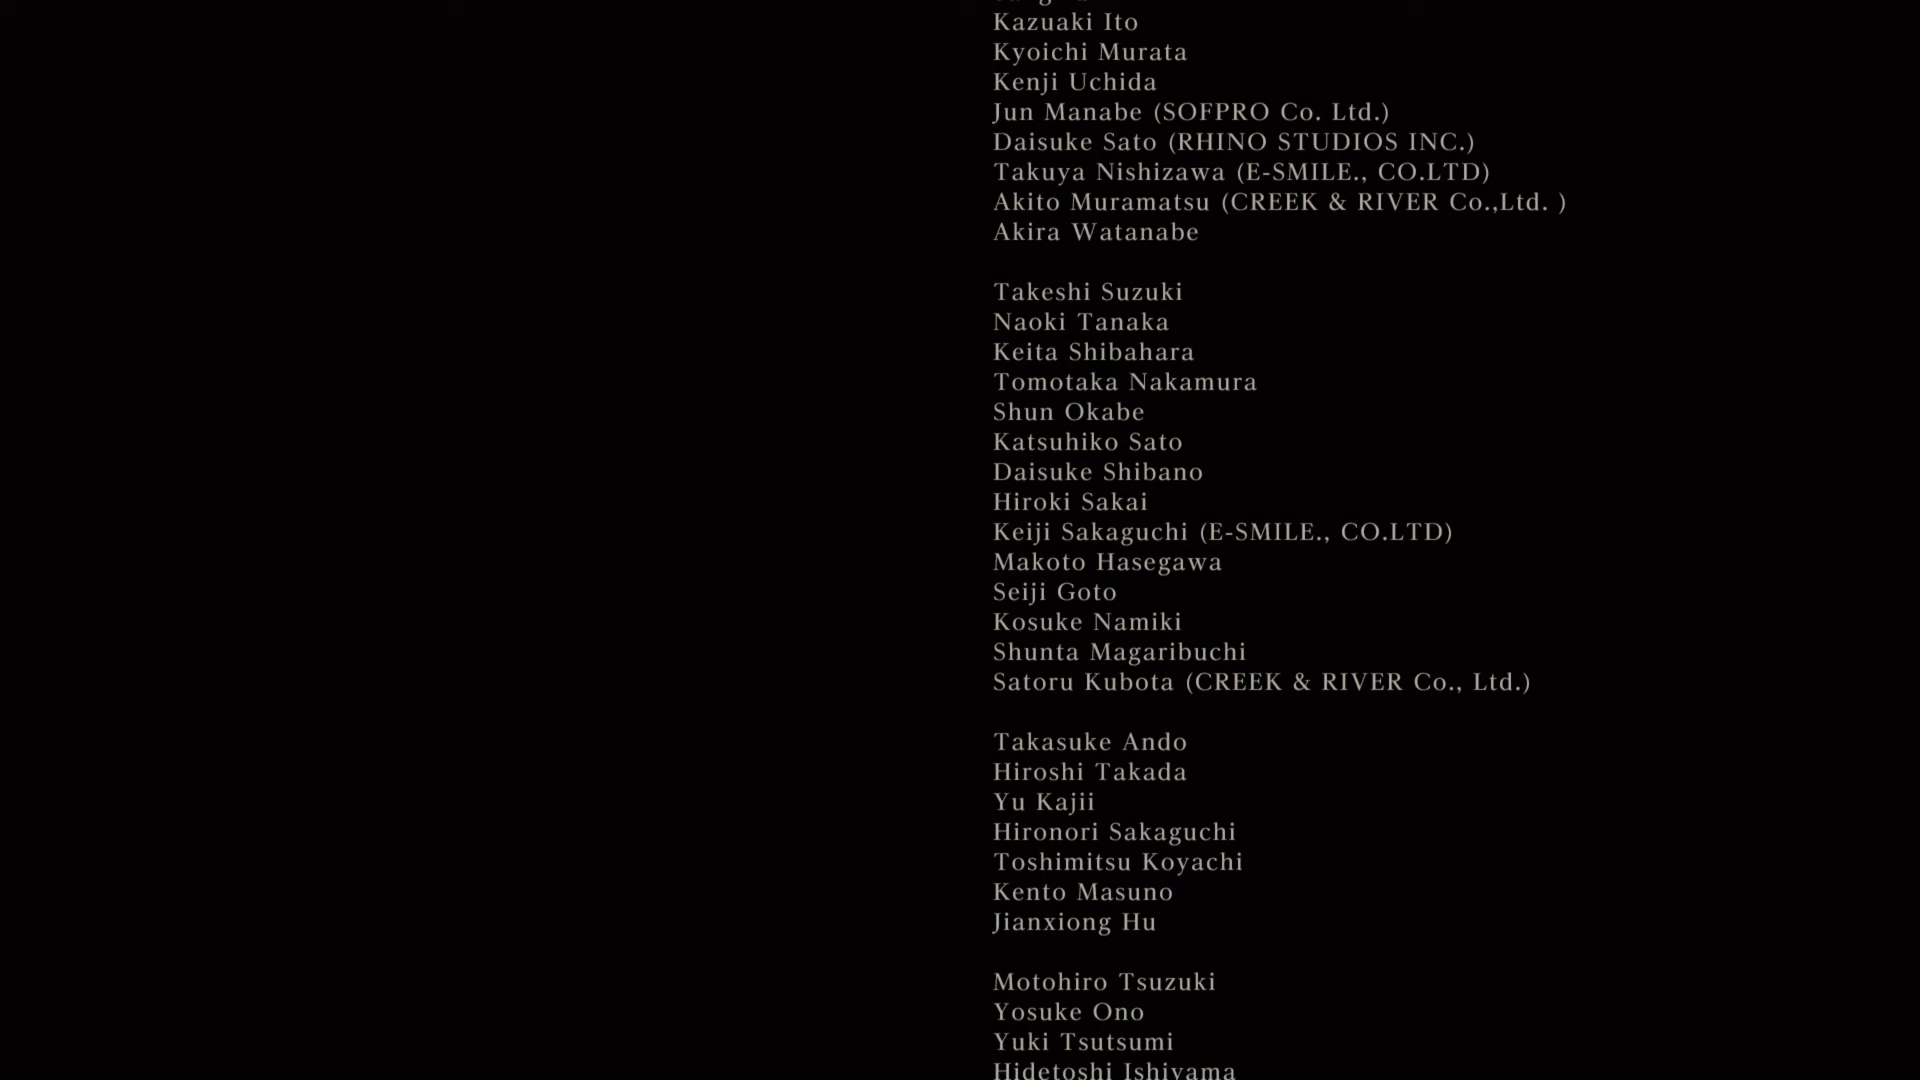 Kazuaki Ito
Kyoichi Murata
Kenji Uchida
Jun Manabe (SOFPRO Co. Ltd.)
Daisuke Sato (RHINO STUDIOS INC.)
Takuya Nishizawa (E-SMILE., CO.LTD)
Akito Muramatsu (CREEK & RIVER Co.,Ltd. )
Akira Watanabe
Takeshi Suzuki
Naoki Tanaka
Keita Shibahara
Tomotaka Nakamura
Shun Okabe
Katsuhiko Sato
Daisuke Shibano
Hiroki Sakai
Keiji Sakaguchi (E-SMILE., CO.LTD)
Makoto Hasegawa
Seiji Goto
Kosuke Namiki
Shunta Magaribuchi
Satoru Kubota (CREEK & RIVER Co., Ltd.)
Takasuke Ando
Hiroshi Takada
Yu Kajii
Hironori Sakaguchi
Toshimitsu Koyachi
Kento Masuno
Jianxiong Hu
Motohiro Tsuzuki
Yosuke Ono
Yuki Tsutsumi
Hidetoshi Ishiyama